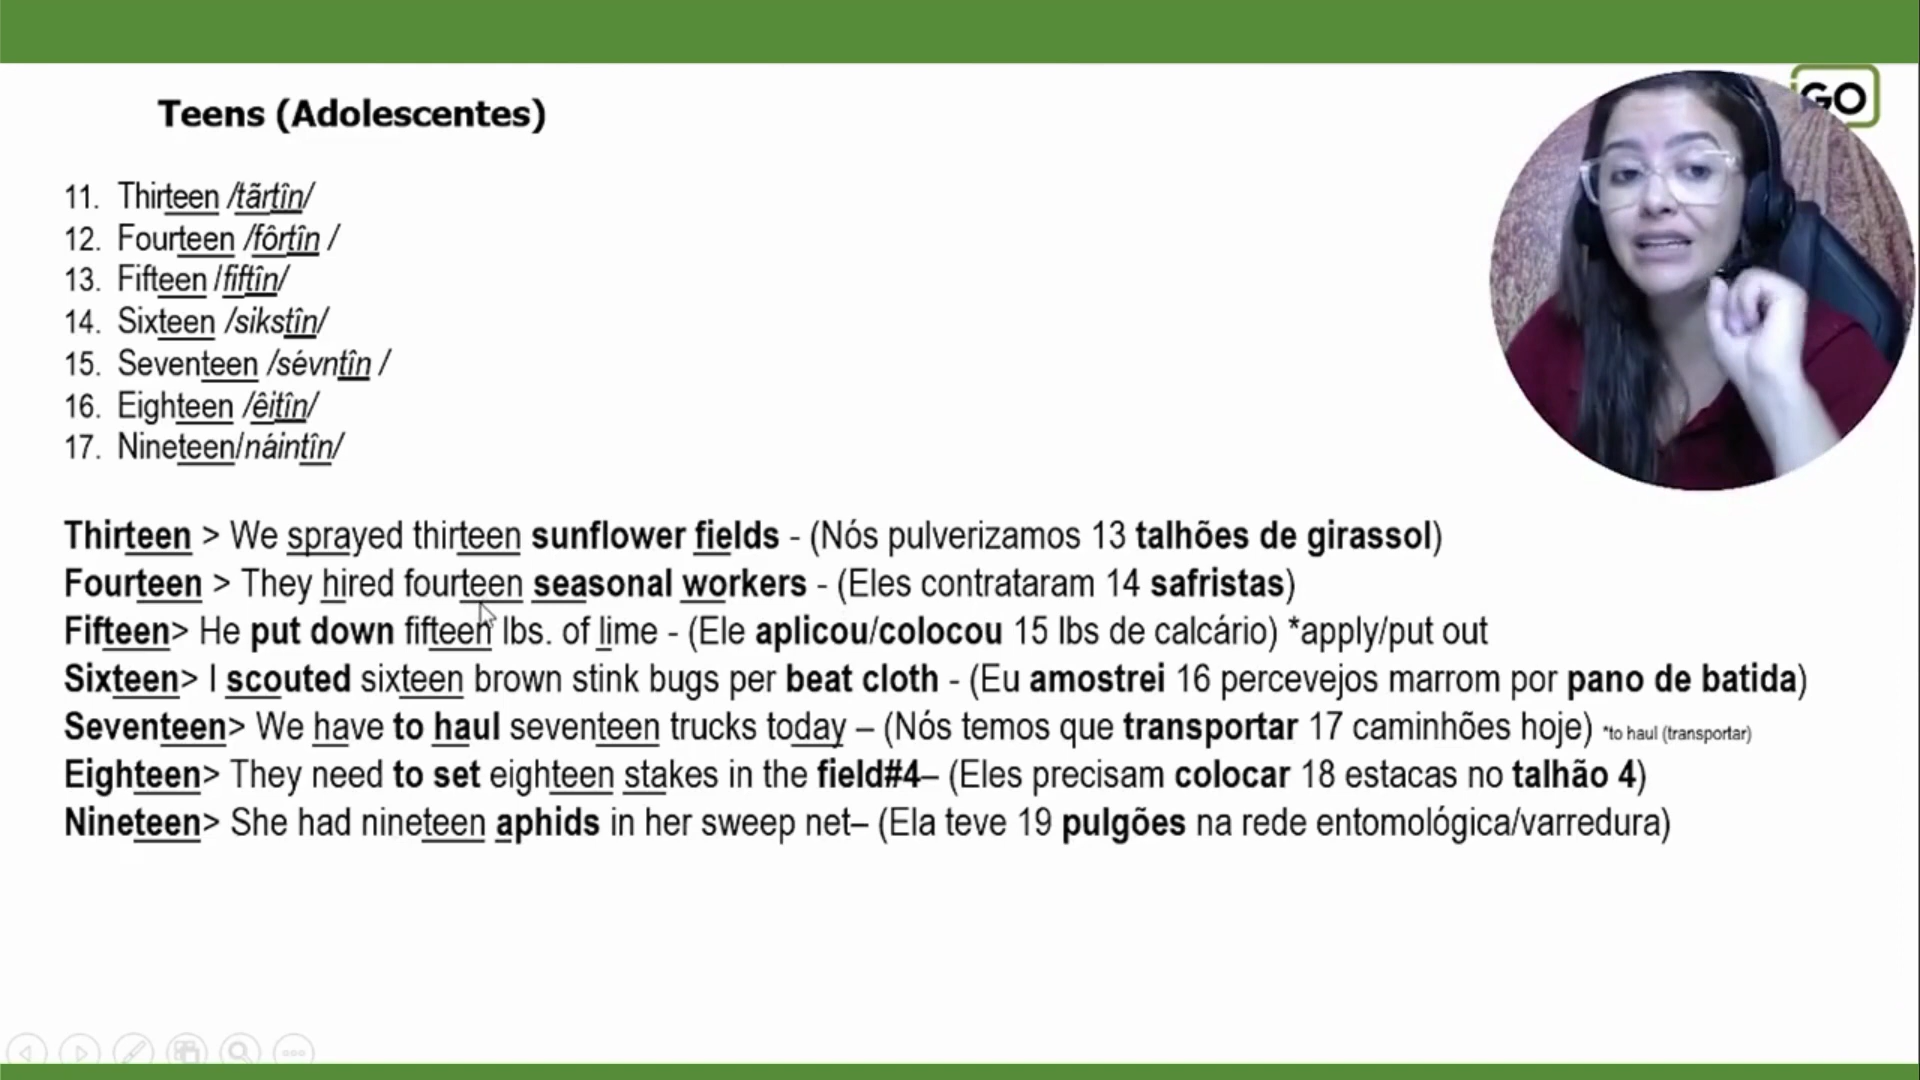 Teens (Adolescentes)
GO
11. Thirteen /tãrtîn/
12. Fourteen /fôrtîn /
13. Fifteen /fiftîn/
14. Sixteen /sikstîn/
15. Seventeen /sévntîn /
16. Eighteen /êitîn/
17. Nineteen/náintîn/
Thirteen > We sprayed thirteen sunflower fields - (Nós pulverizamos 13 talhões de girassol)
Fourteen > They hired fourteen seasonal workers - (Eles contrataram 14 safristas)
Fifteen> He put down fifteen lbs. of lime - (Ele aplicou/colocou 15 lbs de calcário) *apply/put out
Sixteen> I scouted sixteen brown stink bugs per beat cloth - (Eu amostrei 16 percevejos marrom por pano de batida)
Seventeen> We have to haul seventeen trucks today – (Nós temos que transportar 17 caminhões hoje) *to haul (transportar)
Eighteen> They need to set eighteen stakes in the field#4– (Eles precisam colocar 18 estacas no talhão 4)
Nineteen> She had nineteen aphids in her sweep net– (Ela teve 19 pulgões na rede entomológica/varredura)